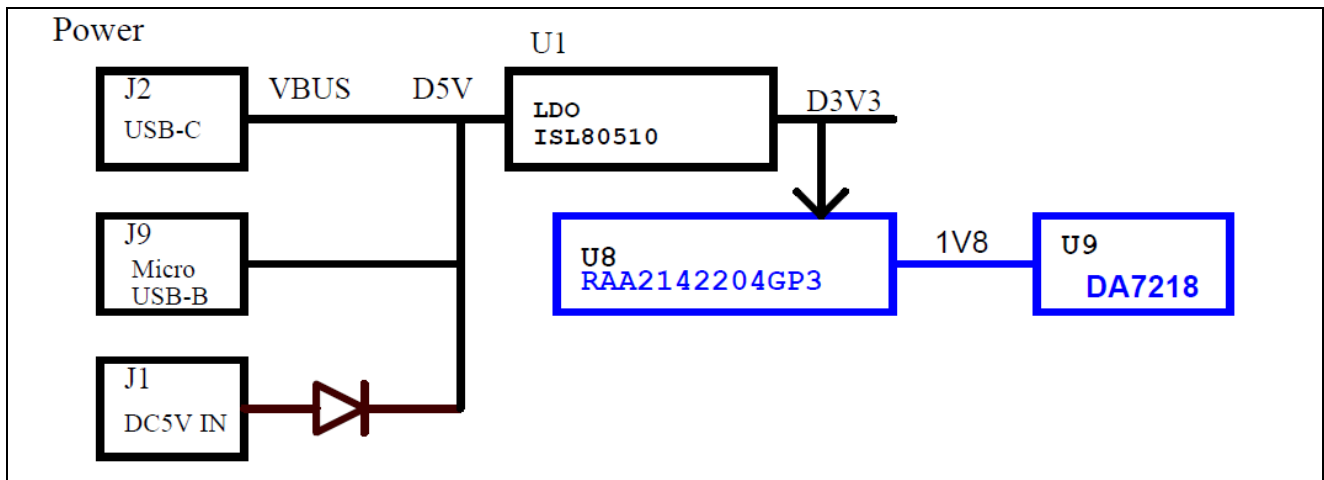 Power
J2
USB-C
VBUS
D5V
U1
LDO
ISL80510
D3V3
J9
Micro
USB-B
U8
RAA2142204GP3
1V8
U9
DA7218
J1
DC5V IN